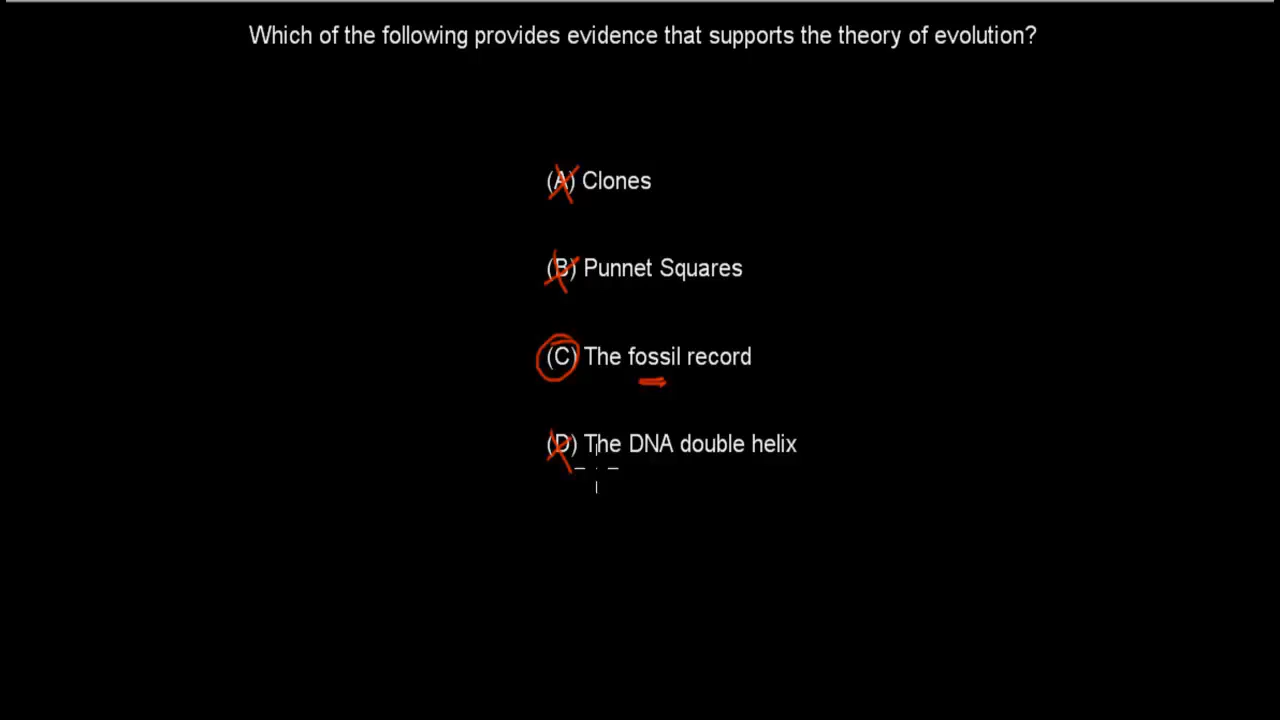 Which of the following provides evidence that supports the theory of evolution?
(A) Clones
(B) Punnet Squares
(C) The fossil record
(D) The DNA double helix